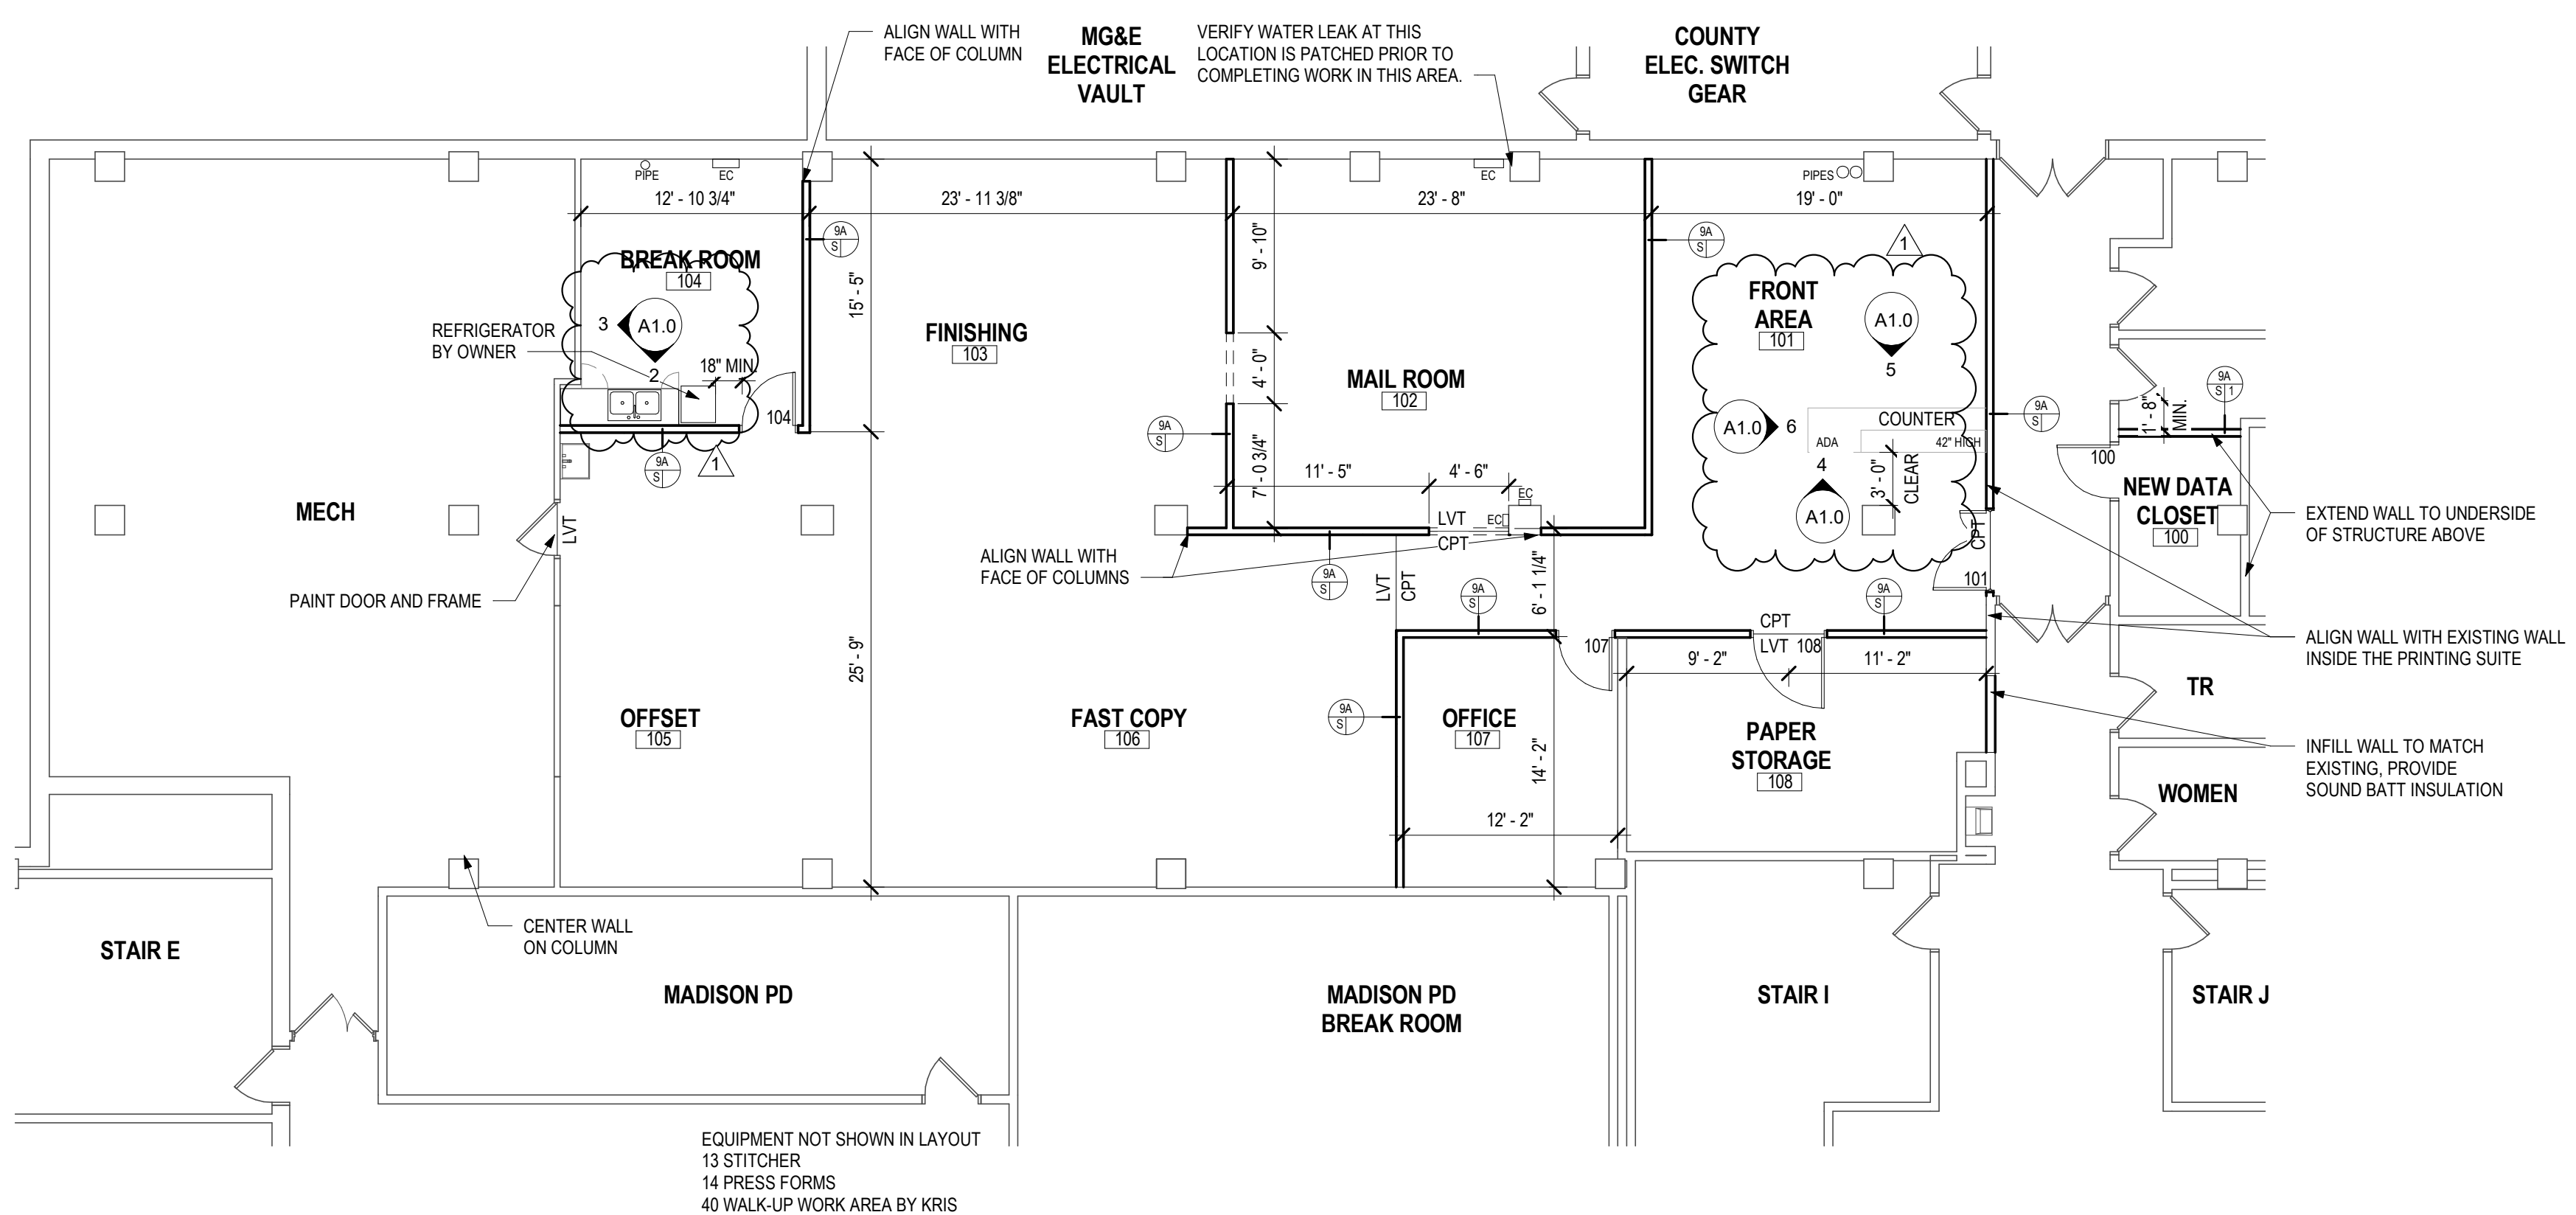 ALIGN WALL WITH
FACE OF COLUMN
MG&E
ELECTRICAL
VAULT
VERIFY WATER LEAK AT THIS
LOCATION IS PATCHED PRIOR TO
COMPLETING WORK IN THIS AREA.
COUNTY
ELEC. SWITCH
GEAR
PIPE
EC
EC
PIPES
12' - 10 3/4"
23' - 11 3/8"
23' - 8"
19' - 0"
9A
S
9A
S
1
BREAK ROOM
104
9' - 10"
15' - 5"
FRONT
AREA
101
3
A1.0
2
A1.0
5
REFRIGERATOR
BY OWNER
18" MIN.
FINISHING
103
4' - 0"
MAIL ROOM
102
104
9A
S
1
9A
S
7' - 0 3/4"
A1.0
6
COUNTER
ADA
42" HIGH
9A
S
9A
S 1
1' - 8"
MIN.
100
11' - 5"
4' - 6"
EC
EC
4
A1.0
3' - 0"
CLEAR
NEW DATA
CLOSET
100
MECH
LVT
LVT
CPT
CPT
EXTEND WALL TO UNDERSIDE
OF STRUCTURE ABOVE
ALIGN WALL WITH
FACE OF COLUMNS
9A
S
LVT
CPT
9A
S
6' - 1 1/4"
9A
S
101
PAINT DOOR AND FRAME
CPT
LVT
107
108
9' - 2"
11' - 2"
ALIGN WALL WITH EXISTING WALL
INSIDE THE PRINTING SUITE
25' - 9"
TR
OFFSET
105
FAST COPY
106
9A
S
OFFICE
107
14' - 2"
PAPER
STORAGE
108
INFILL WALL TO MATCH
EXISTING, PROVIDE
SOUND BATT INSULATION
WOMEN
12' - 2"
CENTER WALL
ON COLUMN
STAIR E
MADISON PD
MADISON PD
BREAK ROOM
STAIR I
STAIR J
EQUIPMENT NOT SHOWN IN LAYOUT
13 STITCHER
14 PRESS FORMS
40 WALK-UP WORK AREA BY KRIS